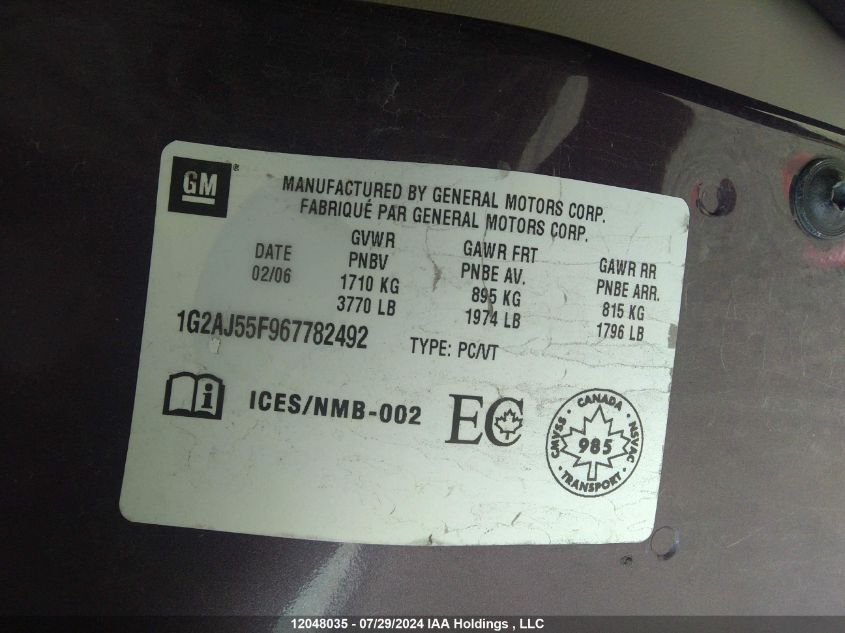 GM
MANUFACTURED BY GENERAL MOTORS CORP.
FABRIQUÉ PAR GENERAL MOTORS CORP.
DATE
02/06
GVWR
PNBV
1710 KG
3770 LB
GAWR FRT
PNBE AV.
895 KG
1974 LB
GAWR RR
PNBE ARR.
815 KG
1796 LB
1G2AJ55F967782492
TYPE: PC/VT
i ICES/NMB-002
EC
CMVSS · CANADA · NSVAC
985
· TRANSPORT ·
12048035 - 07/29/2024 IAA Holdings , LLC